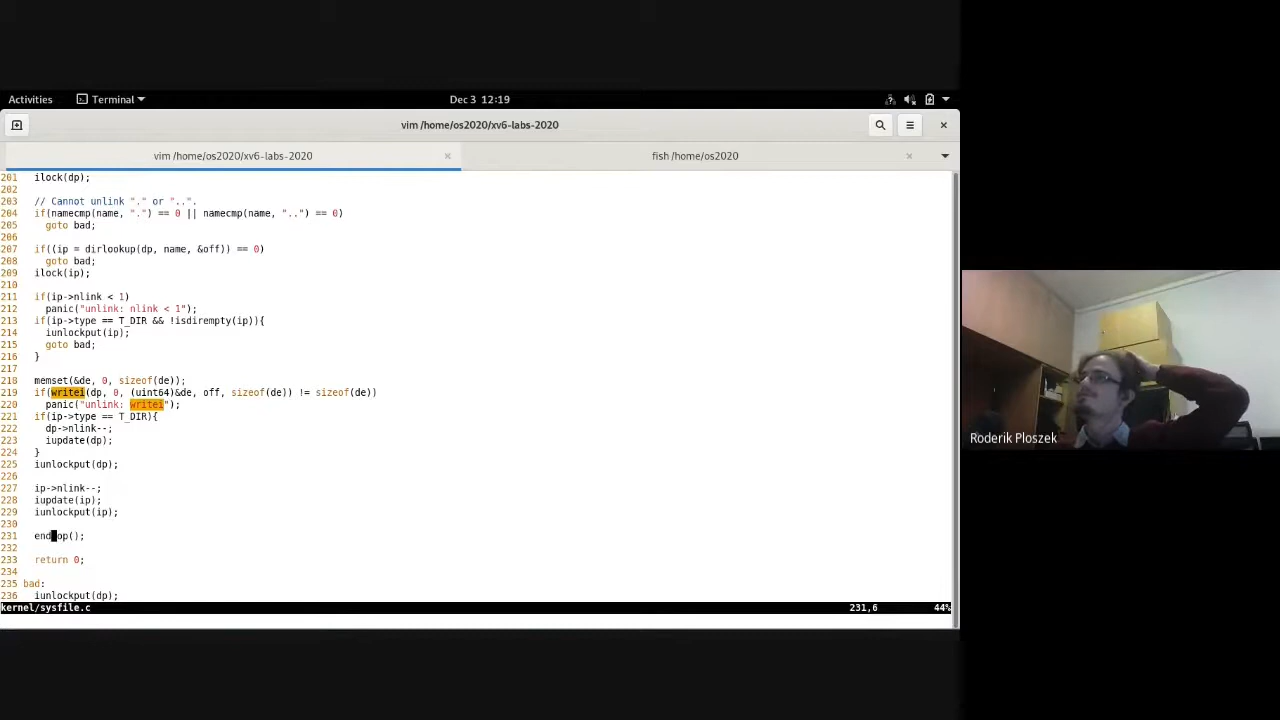 Activities Terminal Dec 3 12:19
vim /home/os2020/xv6-labs-2020
vim /home/os2020/xv6-labs-2020 × fish /home/os2020 ×
201 ilock(dp);
202
203 // Cannot unlink "." or "..".
204 if(namecmp(name, ".") == 0 || namecmp(name, "..") == 0)
205 goto bad;
206
207 if((ip = dirlookup(dp, name, &off)) == 0)
208 goto bad;
209 ilock(ip);
210
211 if(ip->nlink < 1)
212 panic("unlink: nlink < 1");
213 if(ip->type == T_DIR && !isdirempty(ip)){
214 iunlockput(ip);
215 goto bad;
216 }
217
218 memset(&de, 0, sizeof(de));
219 if(writei(dp, 0, (uint64)&de, off, sizeof(de)) != sizeof(de))
220 panic("unlink: writei");
221 if(ip->type == T_DIR){
222 dp->nlink--;
223 iupdate(dp);
224 }
225 iunlockput(dp);
226
227 ip->nlink--;
228 iupdate(ip);
229 iunlockput(ip);
230
231 end_op();
232
233 return 0;
234
235 bad:
236 iunlockput(dp);
kernel/sysfile.c 231,6 44%
Roderik Ploszek